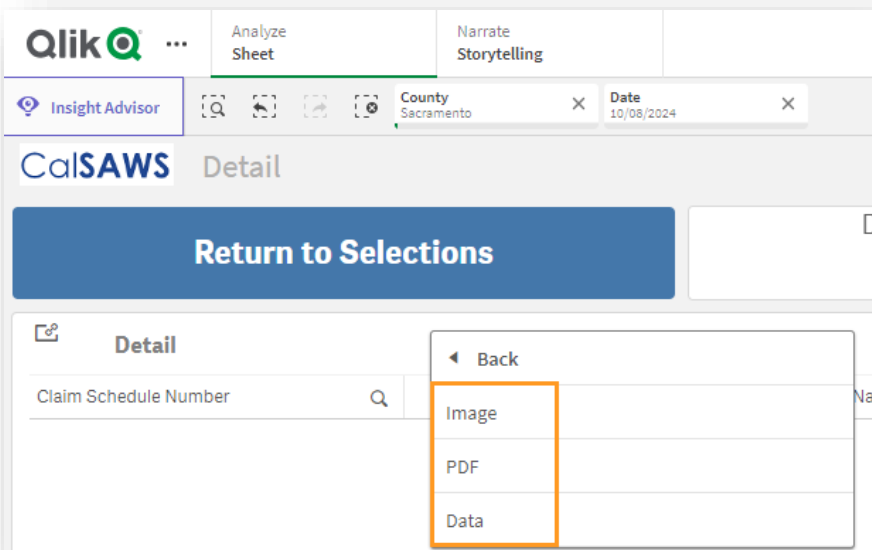 Qlik
Analyze
Sheet
Narrate
Storytelling
Insight Advisor
County
Sacramento
Date
10/08/2024
CalSAWS
Detail
Return to Selections
Detail
Back
Claim Schedule Number
Image
PDF
Data